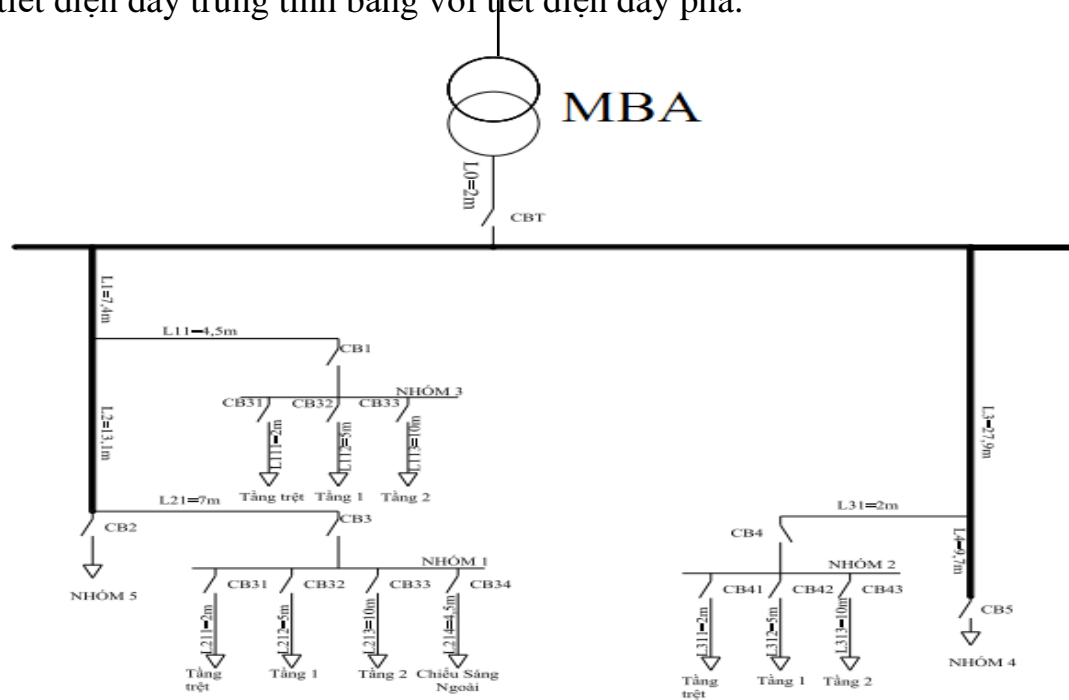 tiết diện dây trung tính bằng với tiết diện dây pha.
MBA
L0=2m
CBT
L1=7,4m
L11=4,5m
CB1
NHÓM 3
CB31 CB32 CB33
L111=2m
L112=5m
L113=10m
Tầng trệt Tầng 1 Tầng 2
L2=13,1m
L21=7m
CB3
CB2
NHÓM 5
NHÓM 1
CB31 CB32 CB33 CB34
L211=2m
L212=5m
L213=10m
L214=4,5m
Tầng trệt
Tầng 1
Tầng 2
Chiếu Sáng
Ngoài
L3=27,9m
L31=2m
CB4
L4=9,7m
NHÓM 2
CB41 CB42 CB43
L311=2m
L312=5m
L313=10m
Tầng trệt
Tầng 1
Tầng 2
CB5
NHÓM 4